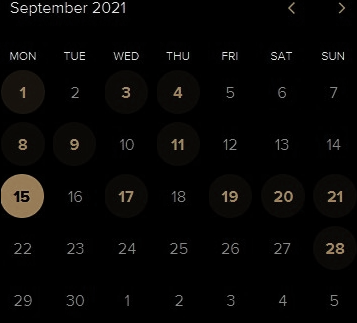 September 2021 < >
MON TUE WED THU FRI SAT SUN
1 2 3 4 5 6 7
8 9 10 11 12 13 14
15 16 17 18 19 20 21
22 23 24 25 26 27 28
29 30 1 2 3 4 5